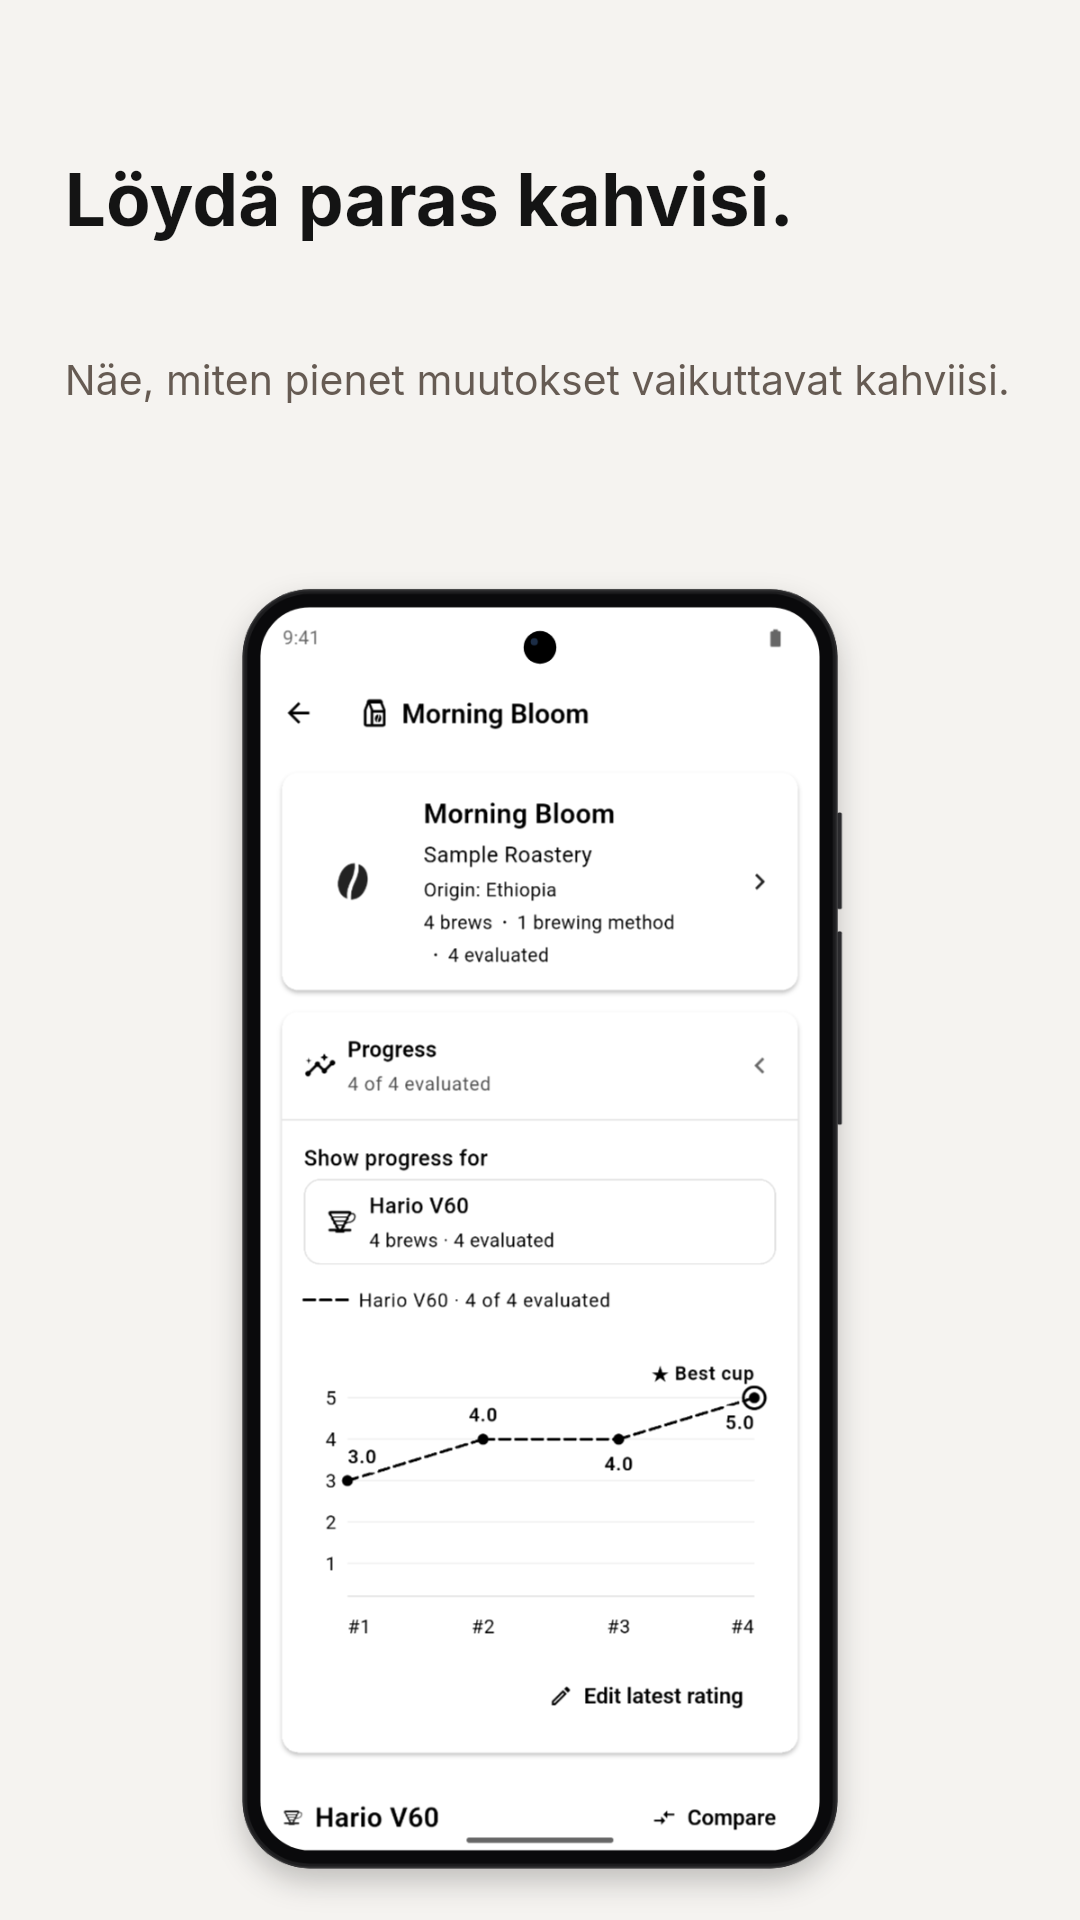 Löydä paras kahvisi.
Näe, miten pienet muutokset vaikuttavat kahviisi.
9:41
Morning Bloom
Morning Bloom
Sample Roastery
Origin: Ethiopia
4 brews · 1 brewing method
· 4 evaluated
Progress
4 of 4 evaluated
Show progress for
Hario V60
4 brews · 4 evaluated
Hario V60 · 4 of 4 evaluated
★ Best cup
5
4.0
5.0
4
3.0
4.0
3
2
1
#1 #2 #3 #4
Edit latest rating
Hario V60
Compare